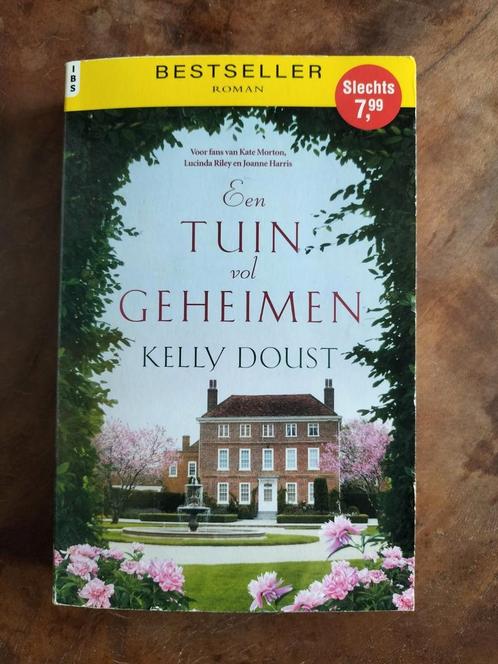 IBS
BESTSELLER
ROMAN
Slechts
7,99
Voor fans van Kate Morton,
Lucinda Riley en Joanne Harris
Een
TUIN
vol
GEHEIMEN
KELLY DOUST